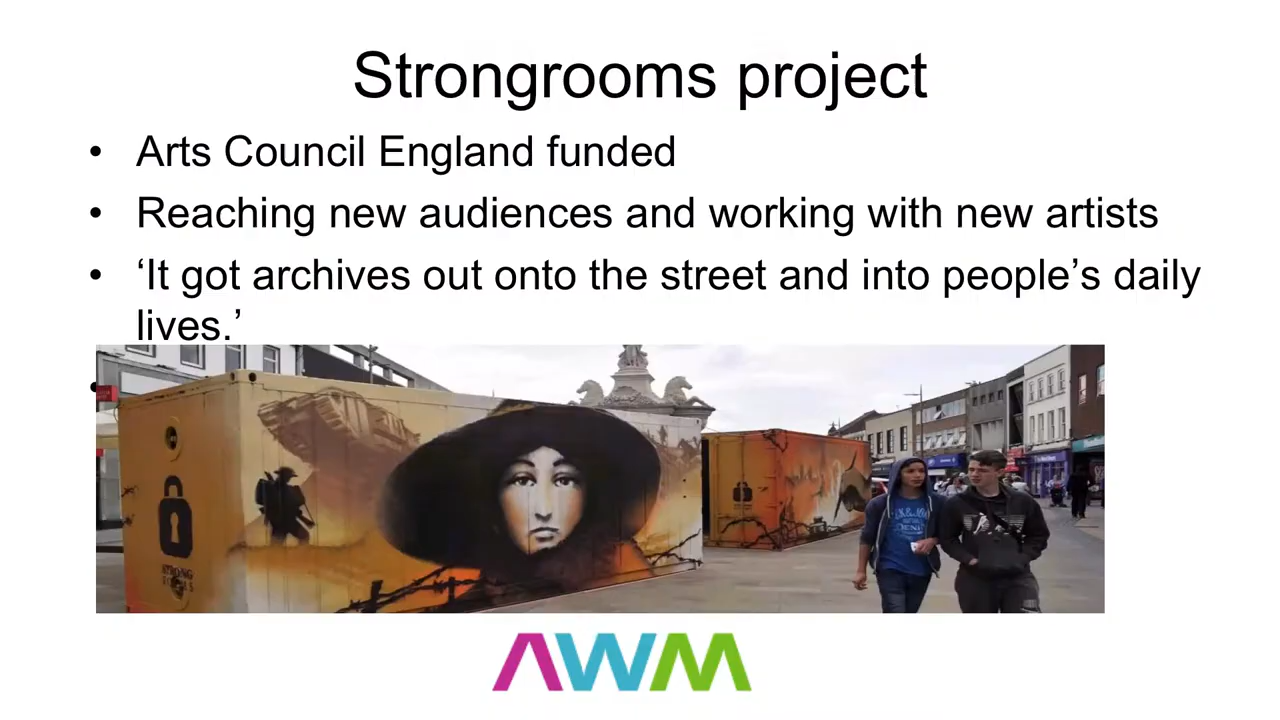 Strongrooms project
• Arts Council England funded
• Reaching new audiences and working with new artists
• ‘It got archives out onto the street and into people’s daily
lives.’
•
STRONG
AWM